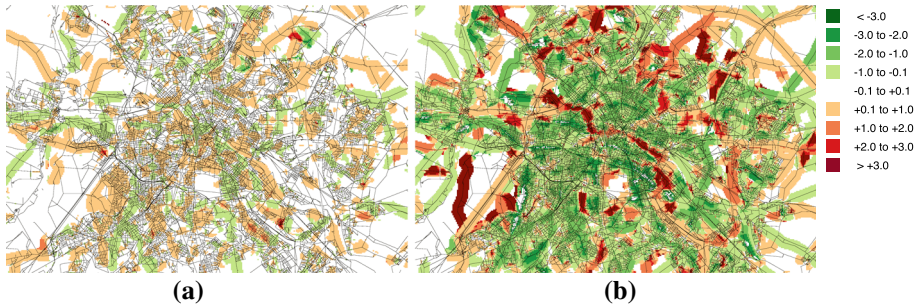 < -3.0
-3.0 to -2.0
-2.0 to -1.0
-1.0 to -0.1
-0.1 to +0.1
+0.1 to +1.0
+1.0 to +2.0
+2.0 to +3.0
> +3.0
(a)
(b)